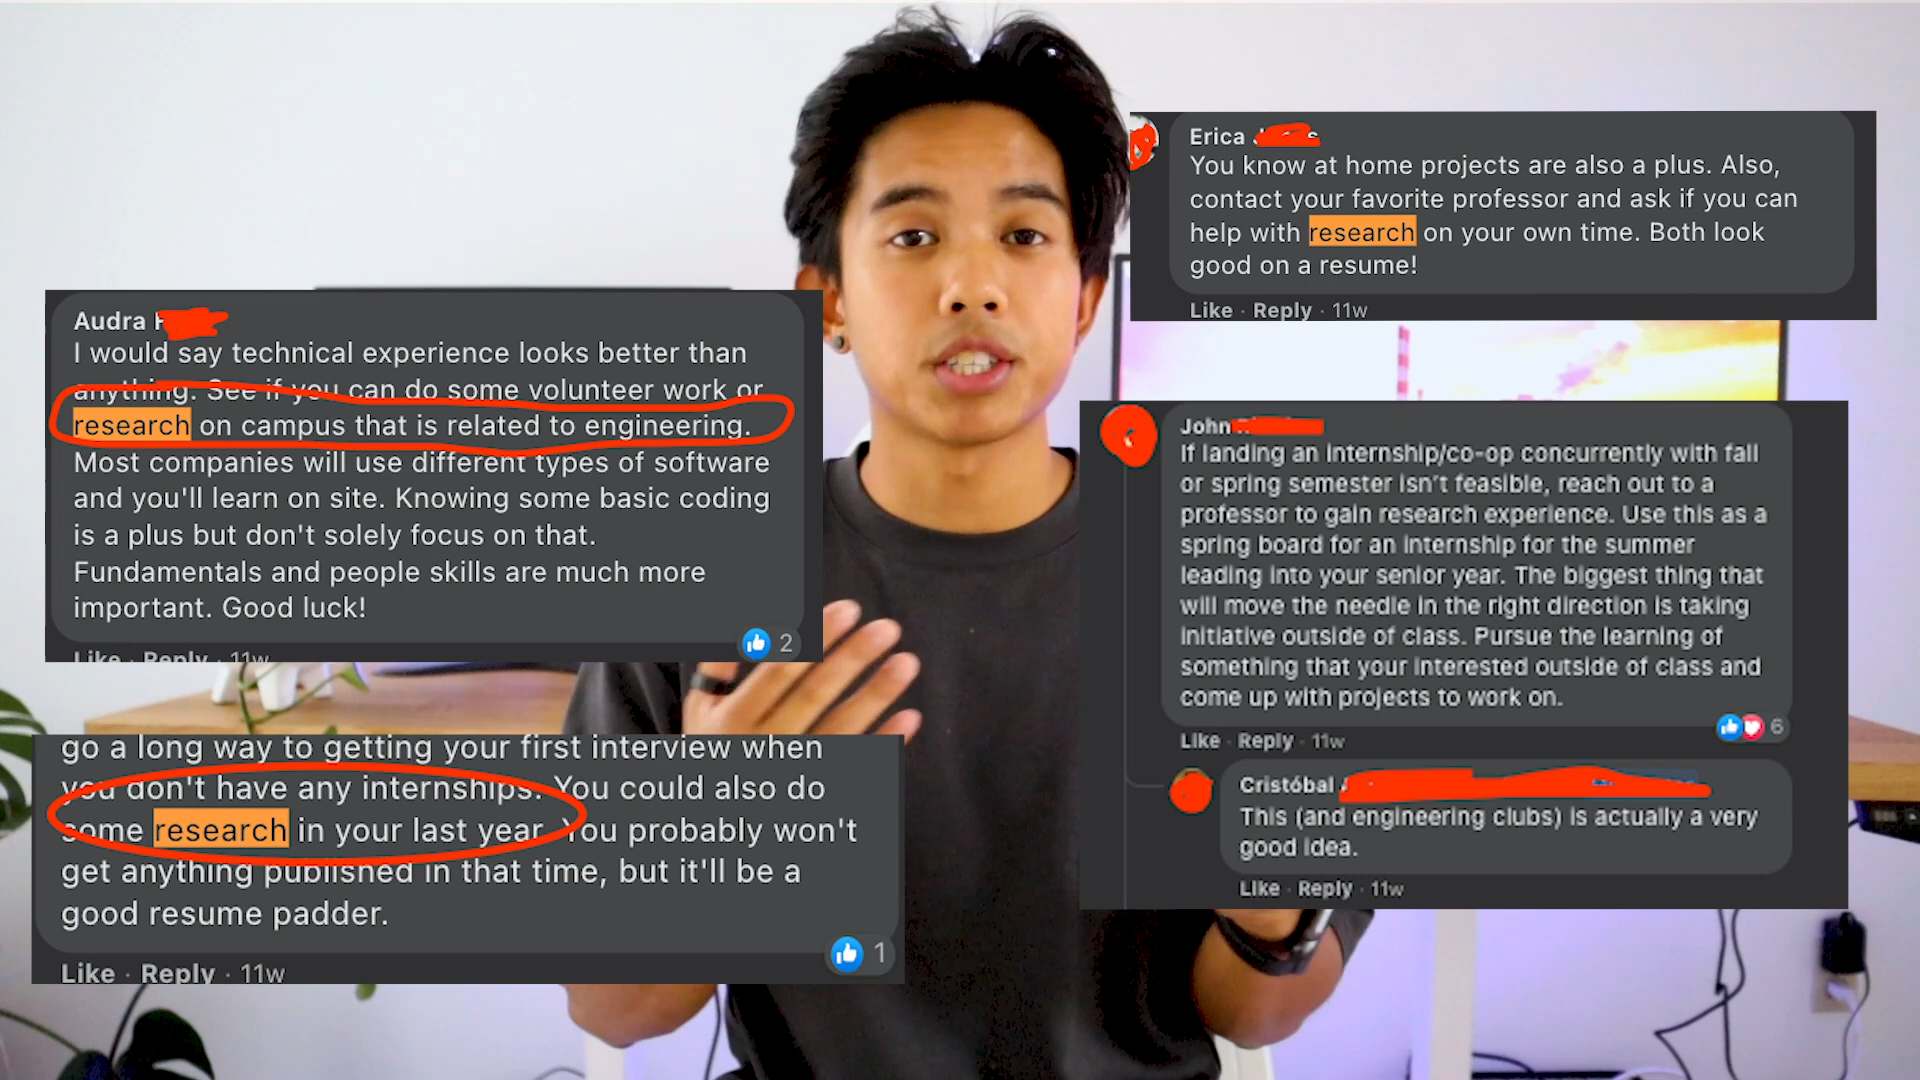 Audra
I would say technical experience looks better than
anything. See if you can do some volunteer work or
research on campus that is related to engineering.
Most companies will use different types of software
and you'll learn on site. Knowing some basic coding
is a plus but don't solely focus on that.
Fundamentals and people skills are much more
important. Good luck!
2
Like Reply 11w
go a long way to getting your first interview when
you don't have any internships. You could also do
some research in your last year. You probably won't
get anything published in that time, but it'll be a
good resume padder.
1
Like · Reply · 11w
Erica
You know at home projects are also a plus. Also,
contact your favorite professor and ask if you can
help with research on your own time. Both look
good on a resume!
Like · Reply · 11w
John
If landing an internship/co-op concurrently with fall
or spring semester isn't feasible, reach out to a
professor to gain research experience. Use this as a
spring board for an internship for the summer
leading into your senior year. The biggest thing that
will move the needle in the right direction is taking
initiative outside of class. Pursue the learning of
something that your interested outside of class and
come up with projects to work on.
6
Like · Reply · 11w
Cristóbal
This (and engineering clubs) is actually a very
good idea.
Like · Reply · 11w